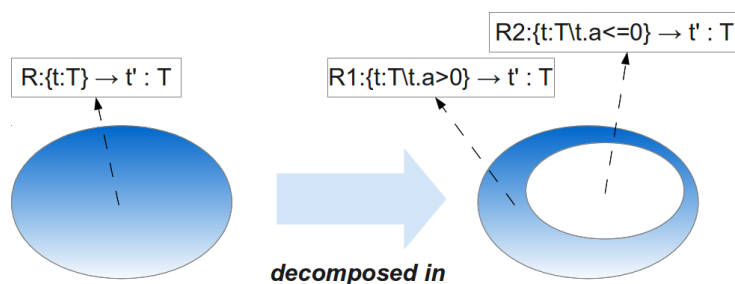 R2:{t:T\t.a<=0} → t' : T
R:{t:T} → t' : T
R1:{t:T\t.a>0} → t' : T
decomposed in